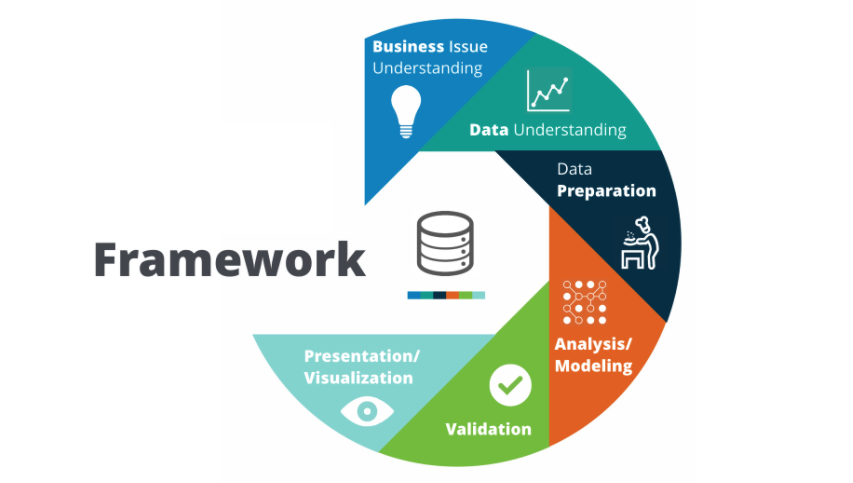 Business Issue
Understanding
Data Understanding
Data
Preparation
Framework
Analysis/
Modeling
Presentation/
Visualization
Validation